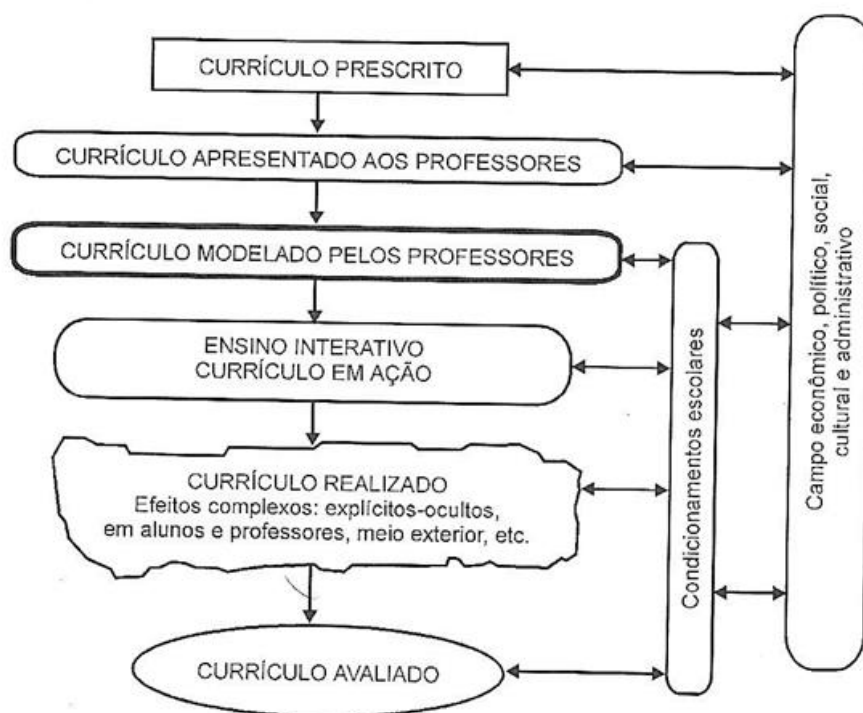 CURRÍCULO PRESCRITO
CURRÍCULO APRESENTADO AOS PROFESSORES
CURRÍCULO MODELADO PELOS PROFESSORES
ENSINO INTERATIVO
CURRÍCULO EM AÇÃO
CURRÍCULO REALIZADO
Efeitos complexos: explícitos-ocultos,
em alunos e professores, meio exterior, etc.
CURRÍCULO AVALIADO
Condicionamentos escolares
Campo econômico, político, social,
cultural e administrativo